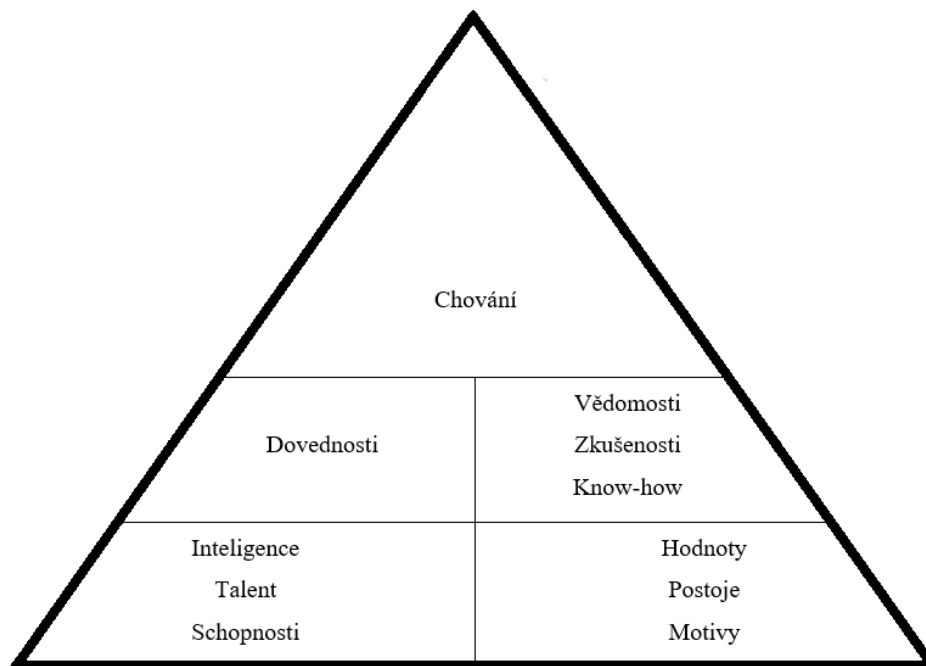 Chování
Dovednosti
Vědomosti
Zkušenosti
Know-how
Inteligence
Talent
Schopnosti
Hodnoty
Postoje
Motivy